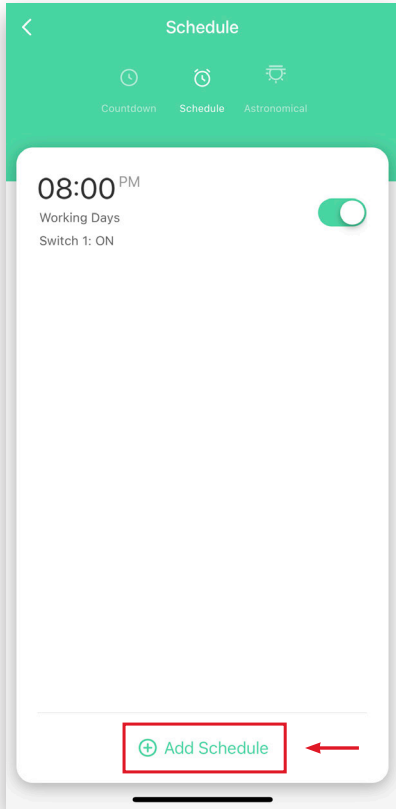 Schedule
Countdown Schedule Astronomical
08:00 PM
Working Days
Switch 1: ON
Add Schedule